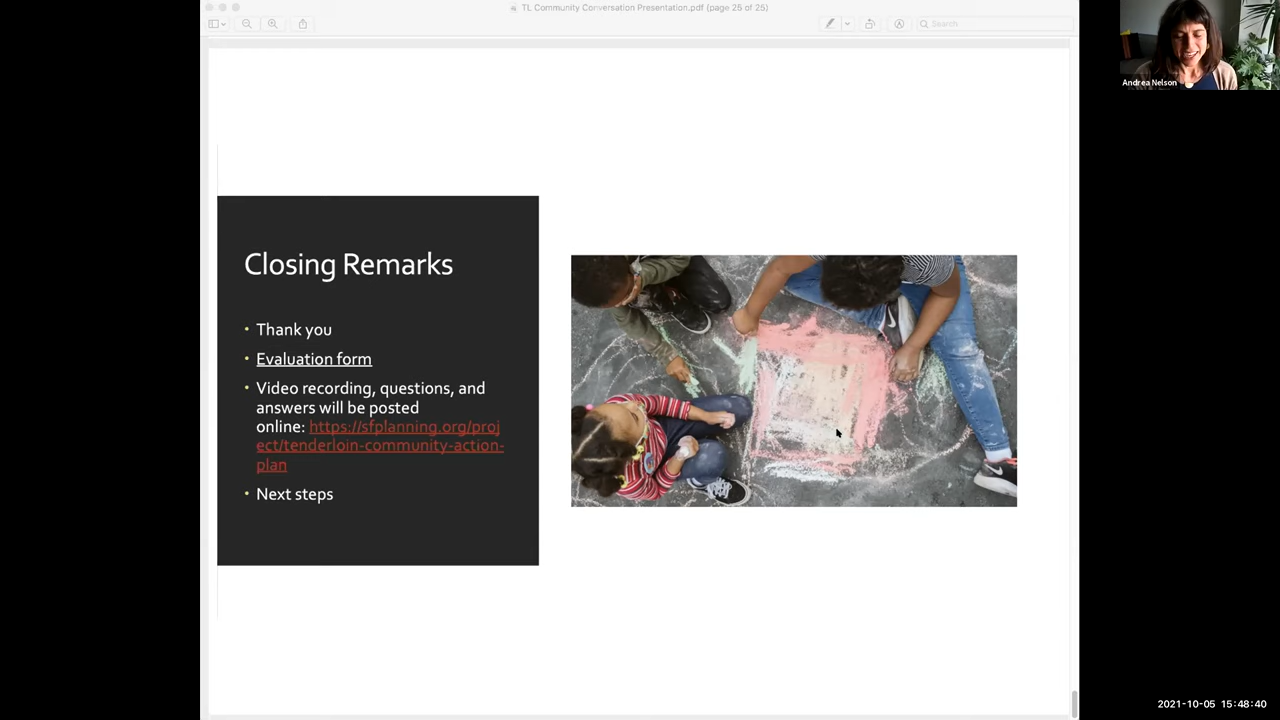 TL Community Conversation Presentation.pdf (page 25 of 25)
Search
Andrea Nelson
Closing Remarks
• Thank you
• Evaluation form
• Video recording, questions, and
answers will be posted
online: https://sfplanning.org/proj
ect/tenderloin-community-action-
plan
• Next steps
2021-10-05 15:48:40